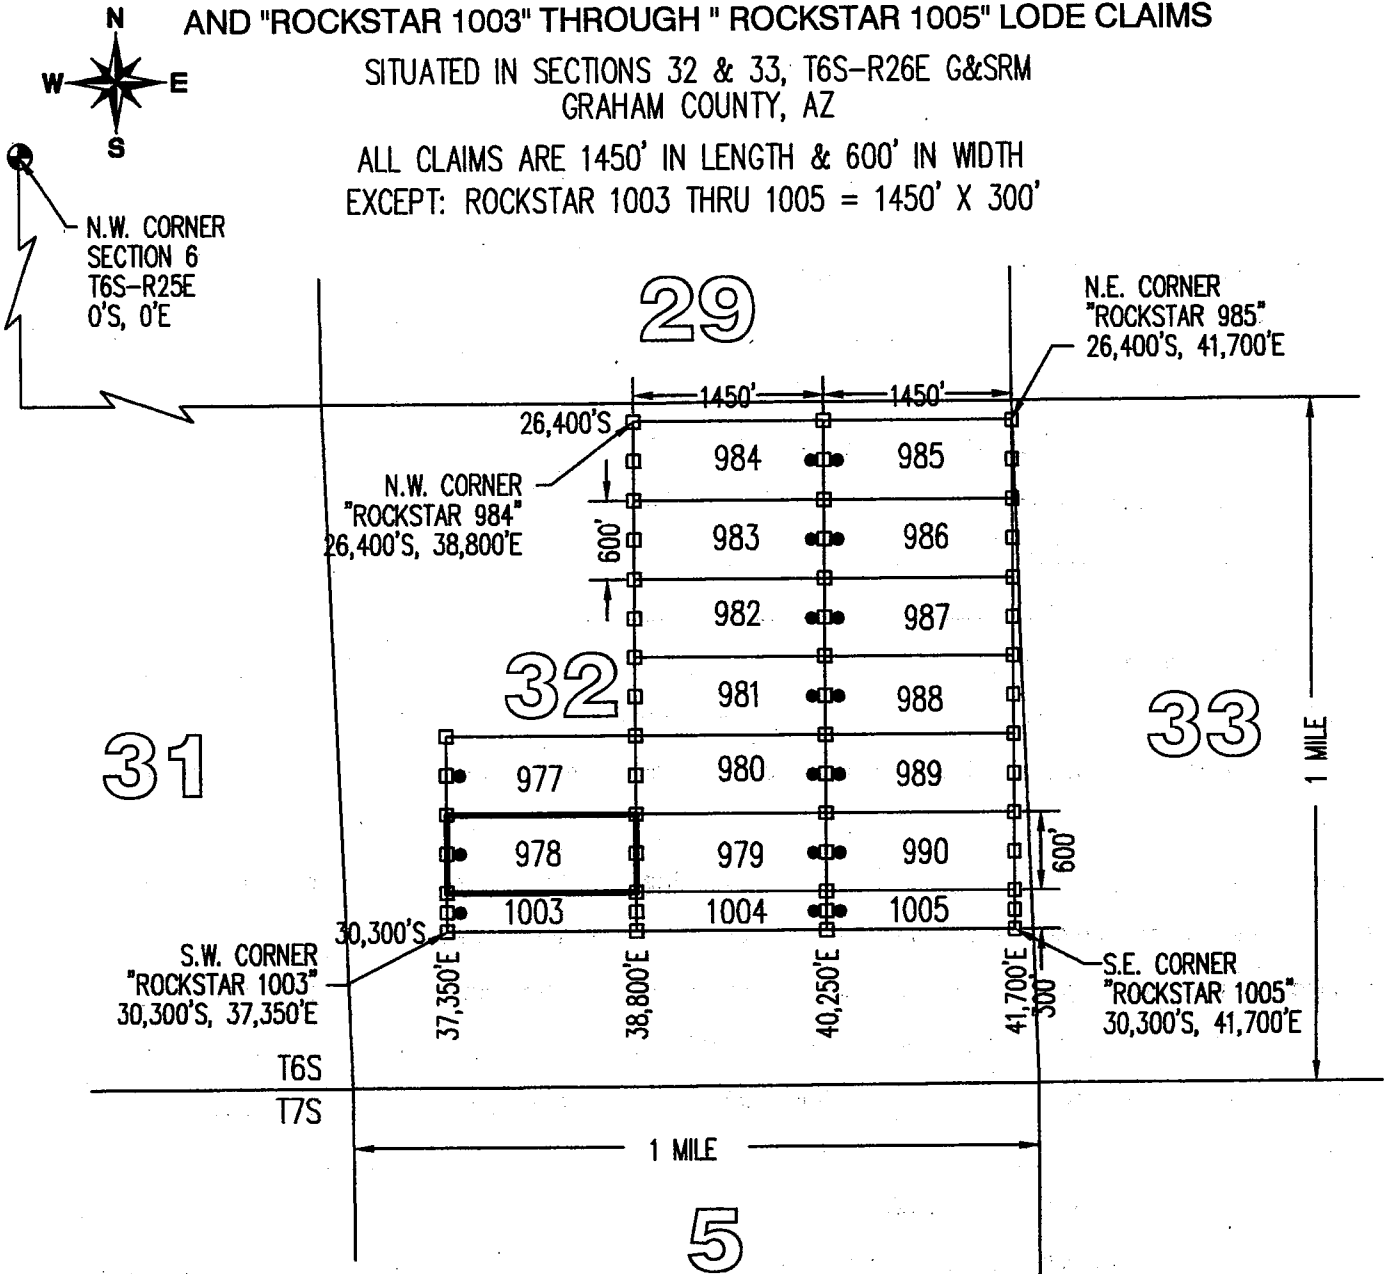 AND "ROCKSTAR 1003" THROUGH " ROCKSTAR 1005" LODE CLAIMS
N
W E
S
SITUATED IN SECTIONS 32 & 33, T6S-R26E G&SRM
GRAHAM COUNTY, AZ
ALL CLAIMS ARE 1450' IN LENGTH & 600' IN WIDTH
EXCEPT: ROCKSTAR 1003 THRU 1005 = 1450' X 300'
N.W. CORNER
SECTION 6
T6S-R25E
0'S, 0'E
29
N.E. CORNER
"ROCKSTAR 985"
26,400'S, 41,700'E
1450' 1450'
26,400'S
N.W. CORNER
"ROCKSTAR 984"
26,400'S, 38,800'E
600'
984 985
983 986
982 987
981 988
32
31
33
1 MILE
977 980 989
978 979 990
600'
1003 1004 1005
30,300'S
S.W. CORNER
"ROCKSTAR 1003"
30,300'S, 37,350'E
37,350'E
38,800'E
40,250'E
41,700'E
300'
S.E. CORNER
"ROCKSTAR 1005"
30,300'S, 41,700'E
T6S
T7S
1 MILE
5